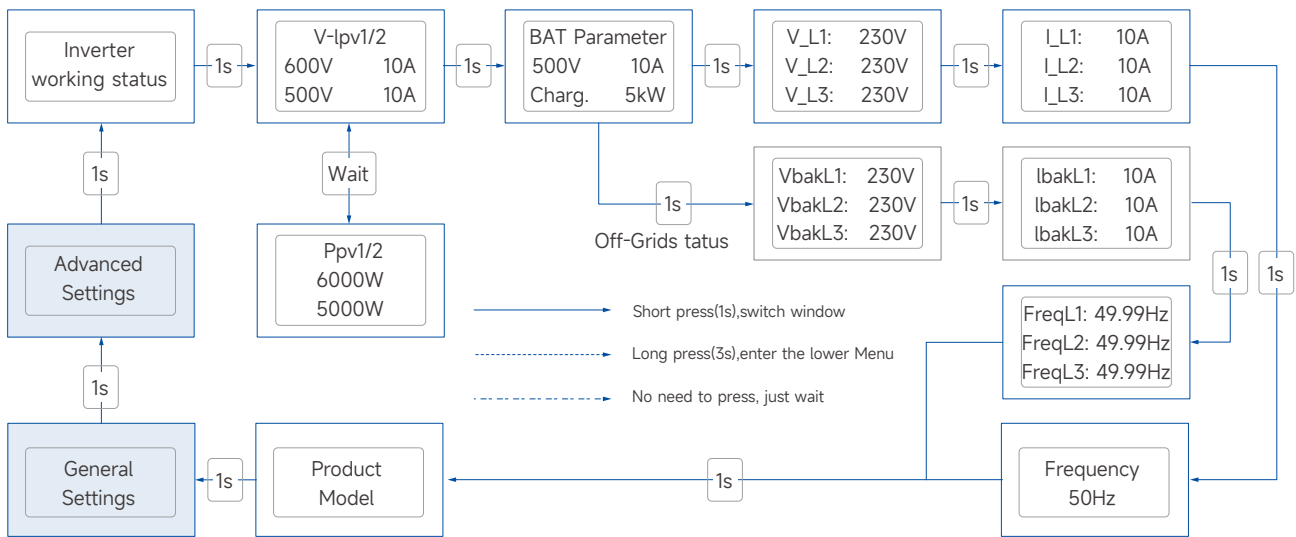 Inverter
working status
1s
V-lpv1/2
600V 10A
500V 10A
1s
BAT Parameter
500V 10A
Charg. 5kW
1s
V_L1: 230V
V_L2: 230V
V_L3: 230V
1s
I_L1: 10A
I_L2: 10A
I_L3: 10A
1s
Wait
1s
Off-Grids tatus
VbakL1: 230V
VbakL2: 230V
VbakL3: 230V
1s
lbakL1: 10A
lbakL2: 10A
lbakL3: 10A
1s
1s
Advanced
Settings
Ppv1/2
6000W
5000W
Short press(1s),switch window
Long press(3s),enter the lower Menu
No need to press, just wait
FreqL1: 49.99Hz
FreqL2: 49.99Hz
FreqL3: 49.99Hz
1s
General
Settings
1s
Product
Model
1s
Frequency
50Hz